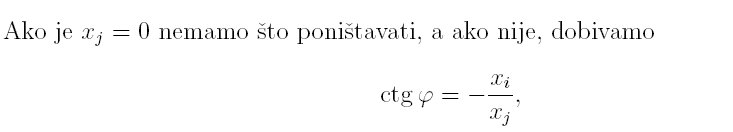 Ako je x_j = 0 nemamo što poništavati, a ako nije, dobivamo
ctg φ = −x_i/x_j,